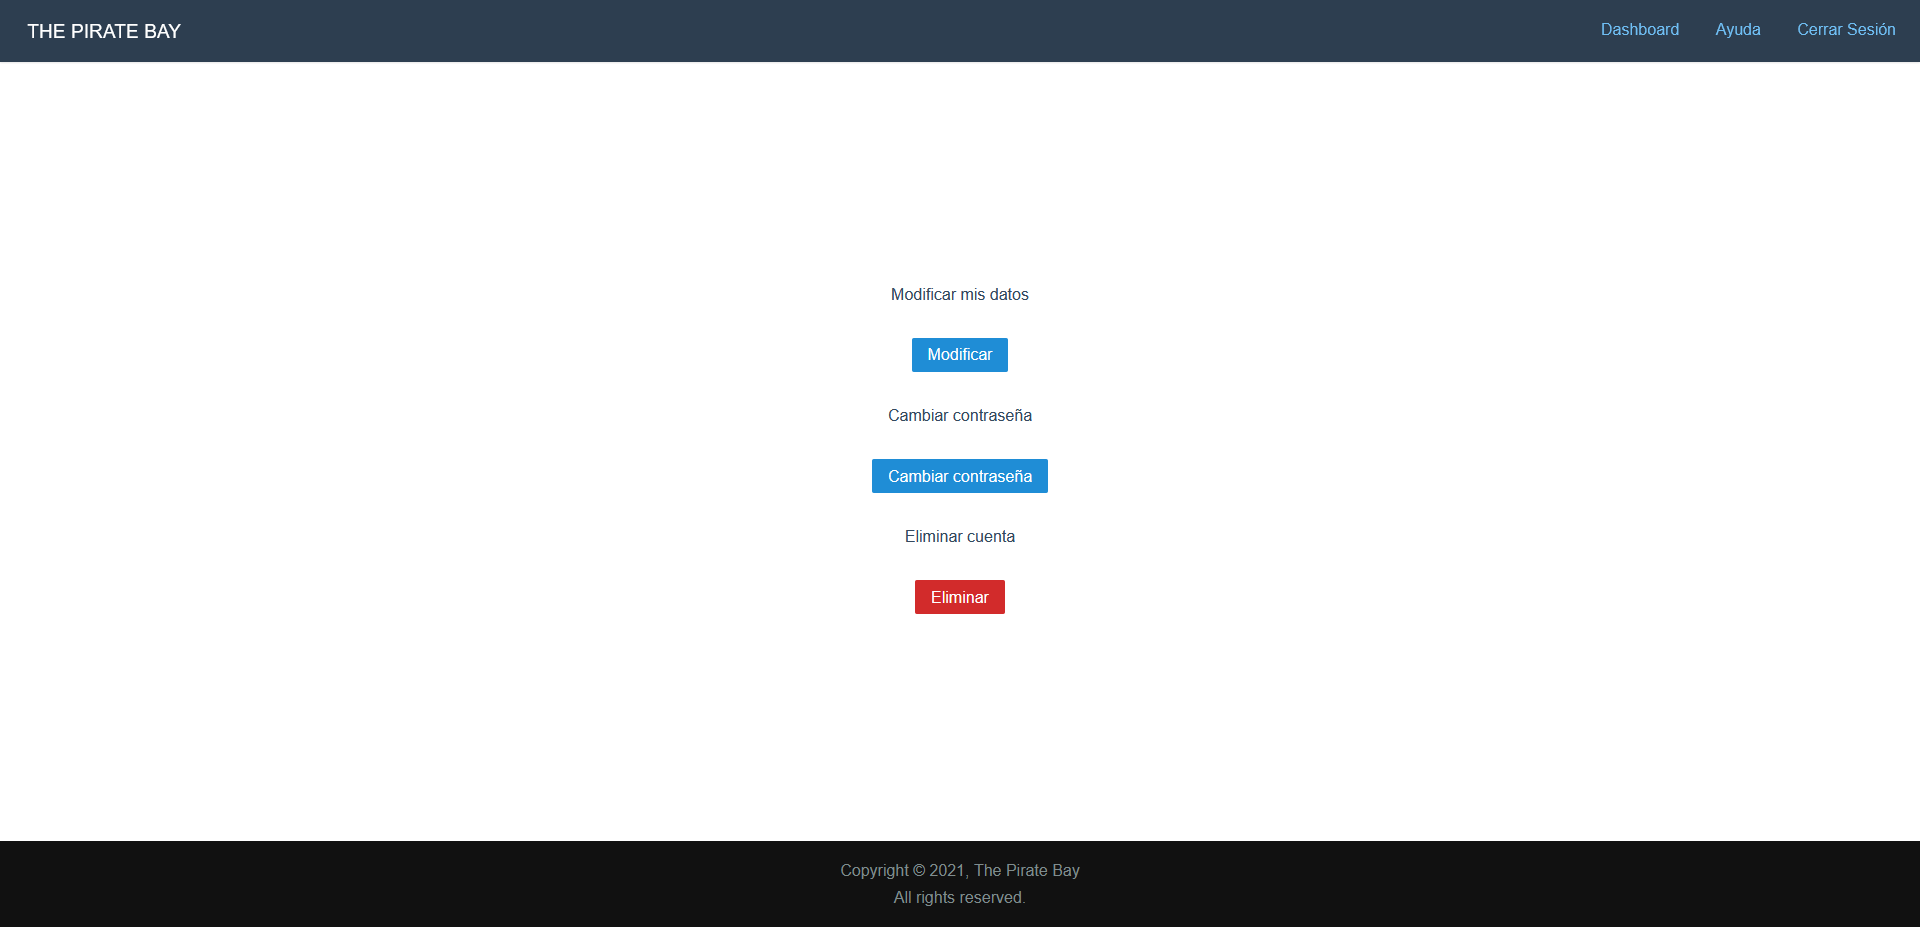 THE PIRATE BAY
Dashboard Ayuda Cerrar Sesión
Modificar mis datos
Modificar
Cambiar contraseña
Cambiar contraseña
Eliminar cuenta
Eliminar
Copyright © 2021, The Pirate Bay
All rights reserved.